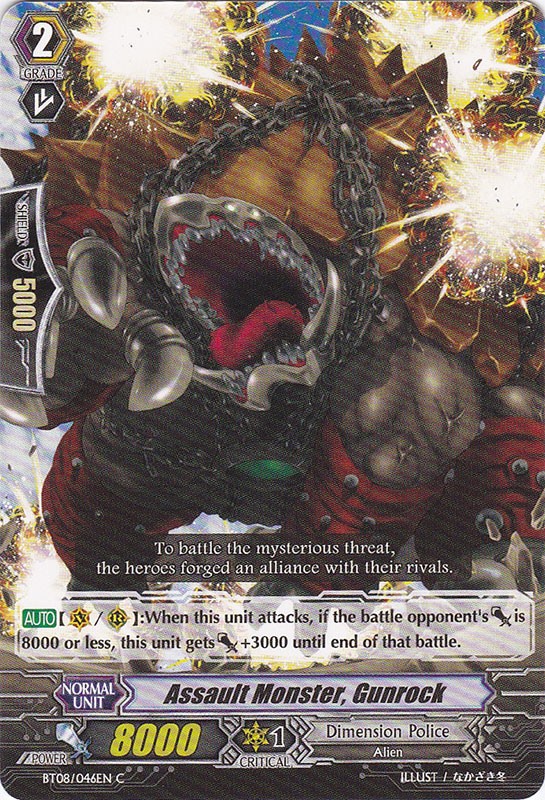 2
GRADE
SHIELD
5000
To battle the mysterious threat,
the heroes forged an alliance with their rivals.
AUTO【 V / R 】:When this unit attacks, if the battle opponent's is
8000 or less, this unit gets +3000 until end of that battle.
NORMAL
UNIT
Assault Monster, Gunrock
POWER
8000
1
CRITICAL
Dimension Police
Alien
BT08/046EN C
ILLUST / なかざき冬